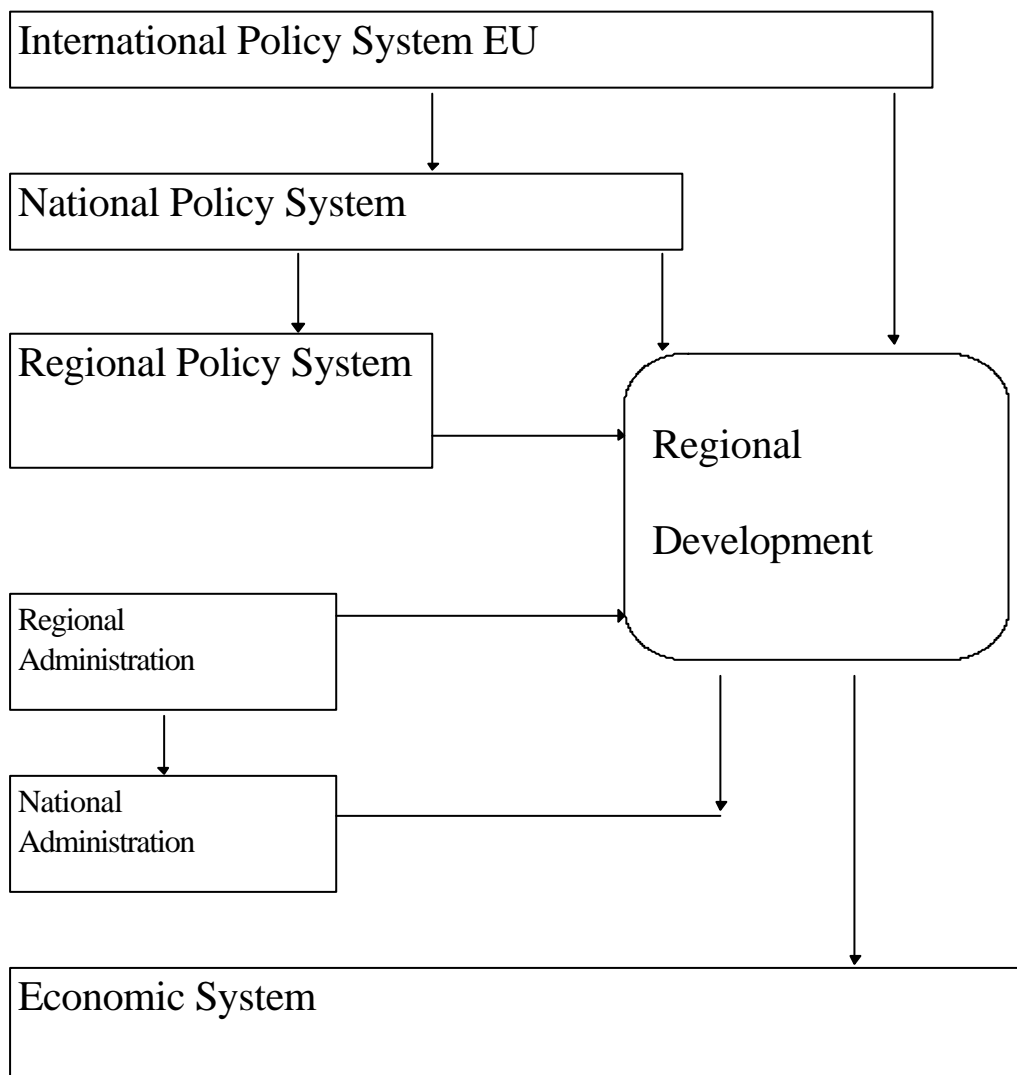 International Policy System EU
National Policy System
Regional Policy System
Regional
Development
Regional
Administration
National
Administration
Economic System